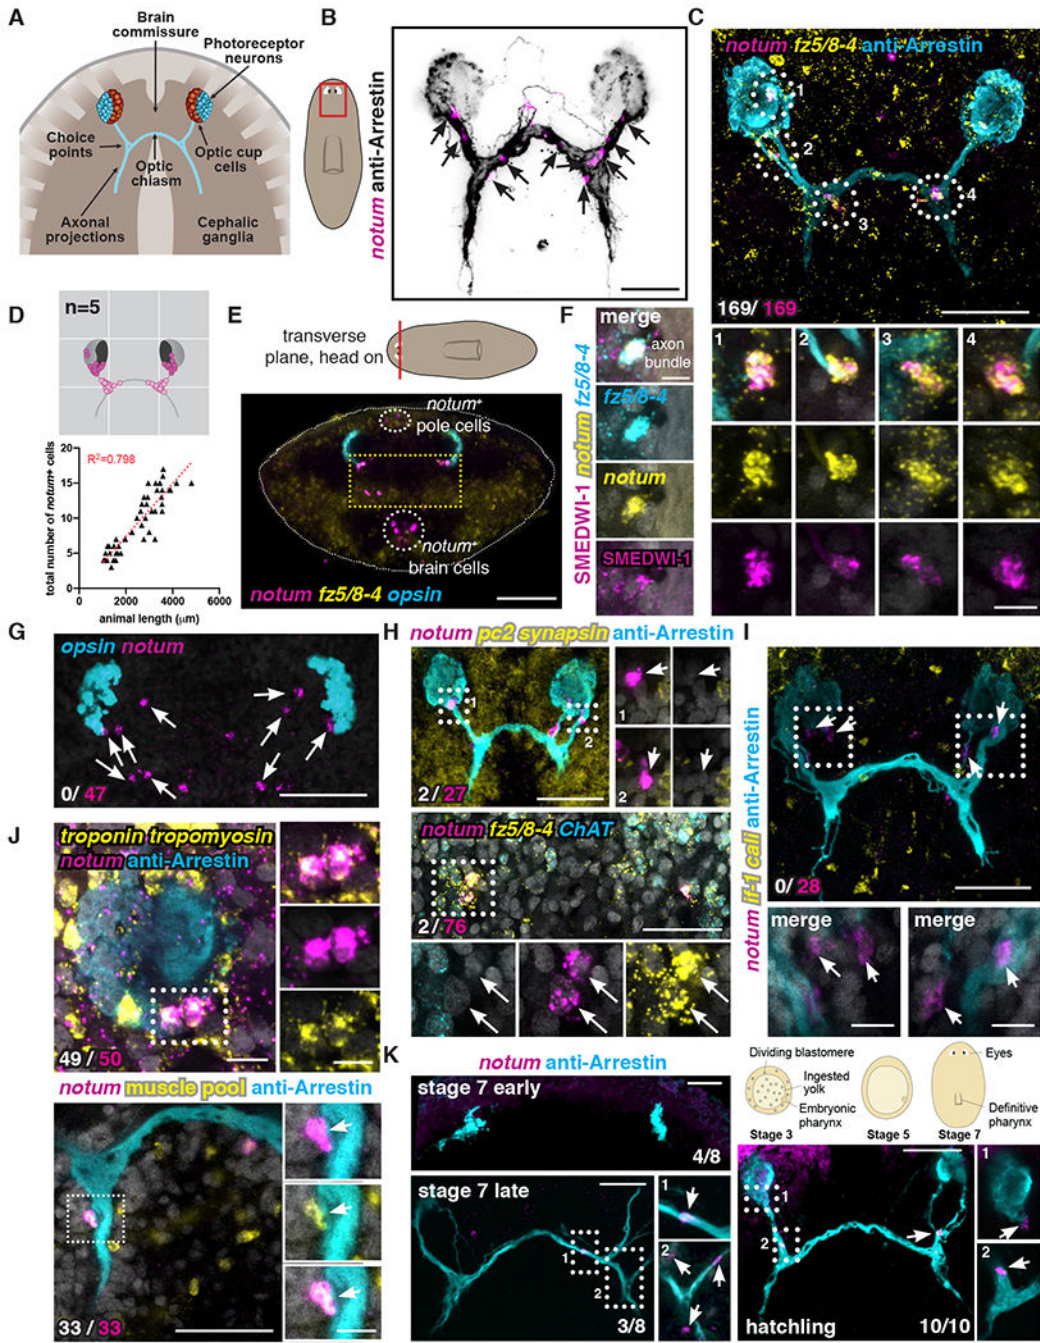 A
Brain
commissure
Photoreceptor
neurons
Choice
points
Optic
chiasm
Optic cup
cells
Axonal
projections
Cephalic
ganglia
B
notum anti-Arrestin
C
notum fz5/8-4 anti-Arrestin
1
2
3
4
169/ 169
1
2
3
4
D
n=5
R²=0.798
total number of notum+ cells
20
15
10
5
0
0
2000
4000
6000
animal length (µm)
E
transverse
plane, head on
notum+
pole cells
notum+
brain cells
notum fz5/8-4 opsin
F
SMEDWI-1 notum fz5/8-4
merge
axon
bundle
fz5/8-4
notum
SMEDWI-1
G
opsin notum
0/ 47
H
notum pc2 synapsin anti-Arrestin
1
2
2/ 27
1
2
notum fz5/8-4 ChAT
2/ 76
I
notum if-1 cali anti-Arrestin
0/ 28
merge
merge
J
troponin tropomyosin
notum anti-Arrestin
49 / 50
notum muscle pool anti-Arrestin
33 / 33
K
notum anti-Arrestin
stage 7 early
4/8
stage 7 late
1
2
3/8
1
2
Dividing blastomere
Ingested
yolk
Embryonic
pharynx
Stage 3
Stage 5
Eyes
Definitive
pharynx
Stage 7
1
2
hatchling
10/10
1
2